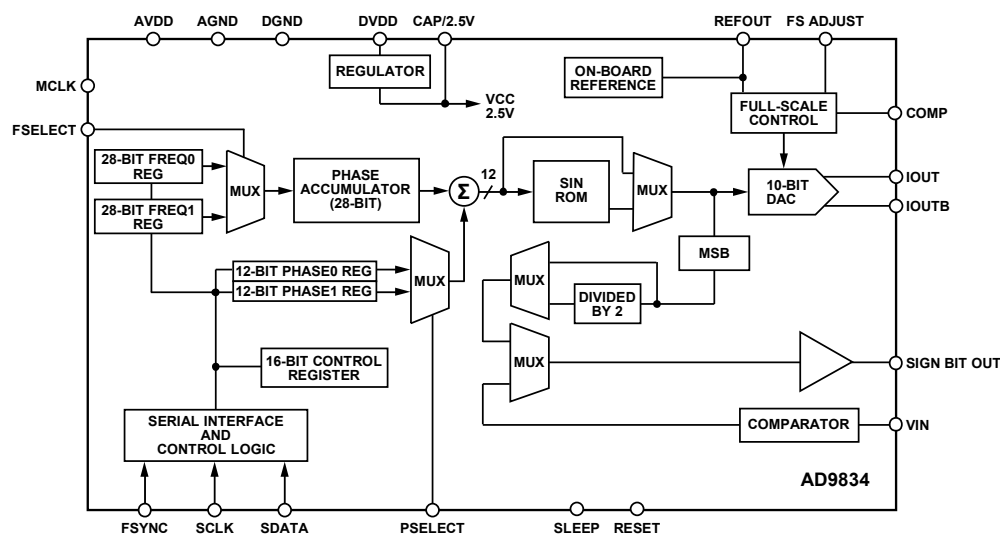 AVDD
AGND
DGND
DVDD
CAP/2.5V
REFOUT
FS ADJUST
MCLK
REGULATOR
VCC
2.5V
ON-BOARD
REFERENCE
FULL-SCALE
CONTROL
COMP
FSELECT
28-BIT FREQ0
REG
28-BIT FREQ1
REG
MUX
PHASE
ACCUMULATOR
(28-BIT)
Σ
12
SIN
ROM
MUX
10-BIT
DAC
IOUT
IOUTB
MSB
12-BIT PHASE0 REG
12-BIT PHASE1 REG
MUX
MUX
DIVIDED
BY 2
MUX
SIGN BIT OUT
16-BIT CONTROL
REGISTER
SERIAL INTERFACE
AND
CONTROL LOGIC
COMPARATOR
VIN
AD9834
FSYNC
SCLK
SDATA
PSELECT
SLEEP
RESET